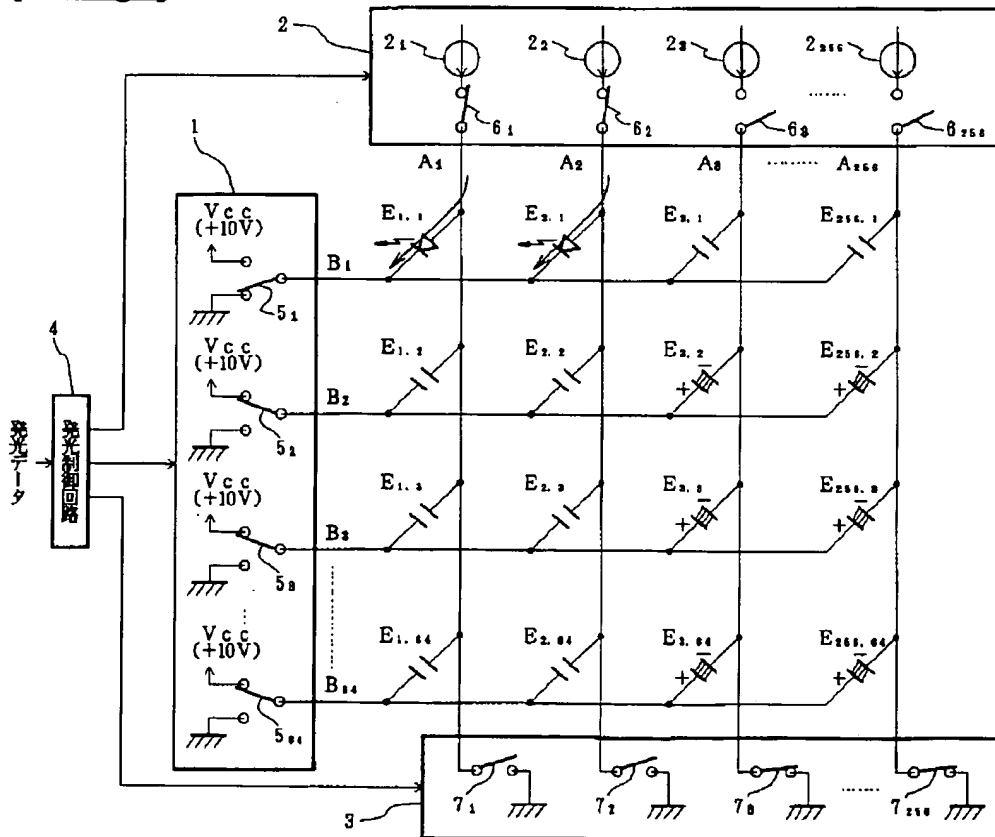 2
2₁ 2₂ 2₃ 2₂₅₆
6₁ 6₂ 6₃ 6₂₅₆
A₁ A₂ A₃ ‥‥‥ A₂₅₆
1
Vcc
(+10V)
5₁
B₁
E₁.₁ E₂.₁ E₃.₁ E₂₅₆.₁
Vcc
(+10V)
5₂
B₂
E₁.₂ E₂.₂ E₃.₂ E₂₅₆.₂
+ − + −
4
発光データ
発光制御回路
Vcc
(+10V)
5₃
B₃
E₁.₃ E₂.₃ E₃.₃ E₂₅₆.₃
+ − + −
Vcc
(+10V)
5₆₄
B₆₄
E₁.₆₄ E₂.₆₄ E₃.₆₄ E₂₅₆.₆₄
+ − + −
3
7₁ 7₂ 7₃ ‥‥‥ 7₂₅₆